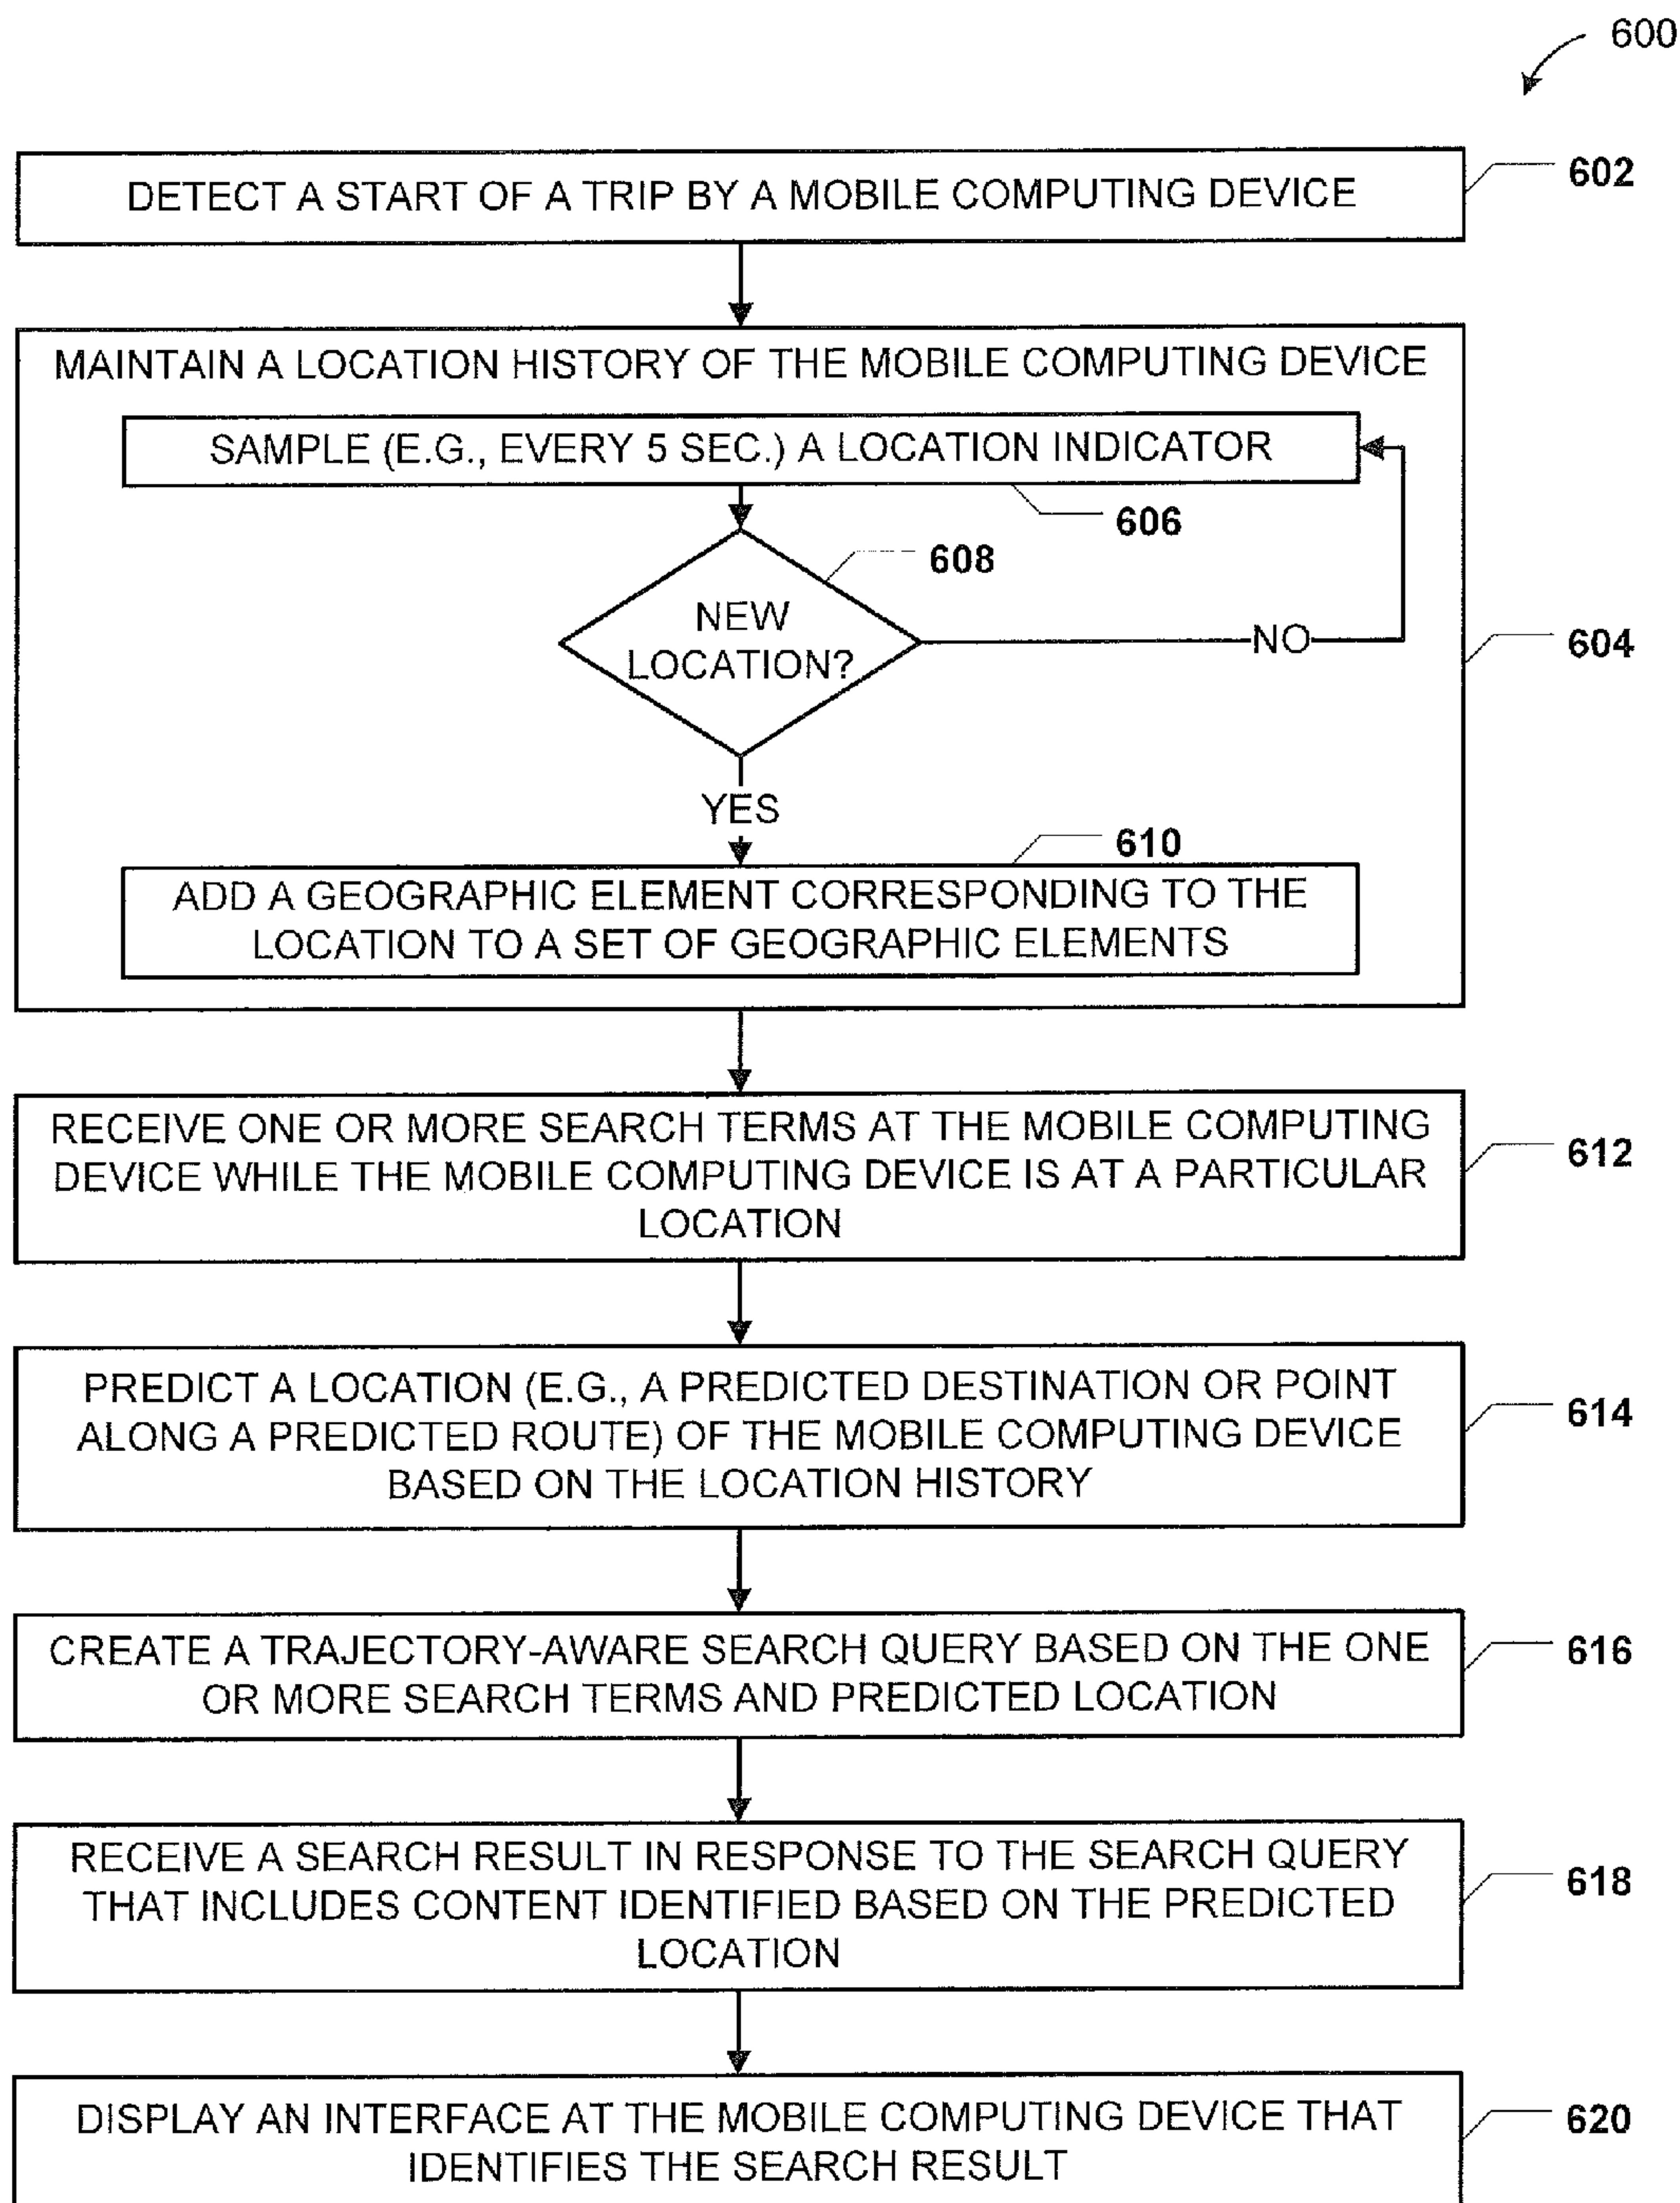 600
DETECT A START OF A TRIP BY A MOBILE COMPUTING DEVICE
602
MAINTAIN A LOCATION HISTORY OF THE MOBILE COMPUTING DEVICE
SAMPLE (E.G., EVERY 5 SEC.) A LOCATION INDICATOR
606
608
NEW
LOCATION?
NO
604
YES
610
ADD A GEOGRAPHIC ELEMENT CORRESPONDING TO THE
LOCATION TO A SET OF GEOGRAPHIC ELEMENTS
RECEIVE ONE OR MORE SEARCH TERMS AT THE MOBILE COMPUTING
DEVICE WHILE THE MOBILE COMPUTING DEVICE IS AT A PARTICULAR
LOCATION
612
PREDICT A LOCATION (E.G., A PREDICTED DESTINATION OR POINT
ALONG A PREDICTED ROUTE) OF THE MOBILE COMPUTING DEVICE
BASED ON THE LOCATION HISTORY
614
CREATE A TRAJECTORY-AWARE SEARCH QUERY BASED ON THE ONE
OR MORE SEARCH TERMS AND PREDICTED LOCATION
616
RECEIVE A SEARCH RESULT IN RESPONSE TO THE SEARCH QUERY
THAT INCLUDES CONTENT IDENTIFIED BASED ON THE PREDICTED
LOCATION
618
DISPLAY AN INTERFACE AT THE MOBILE COMPUTING DEVICE THAT
IDENTIFIES THE SEARCH RESULT
620